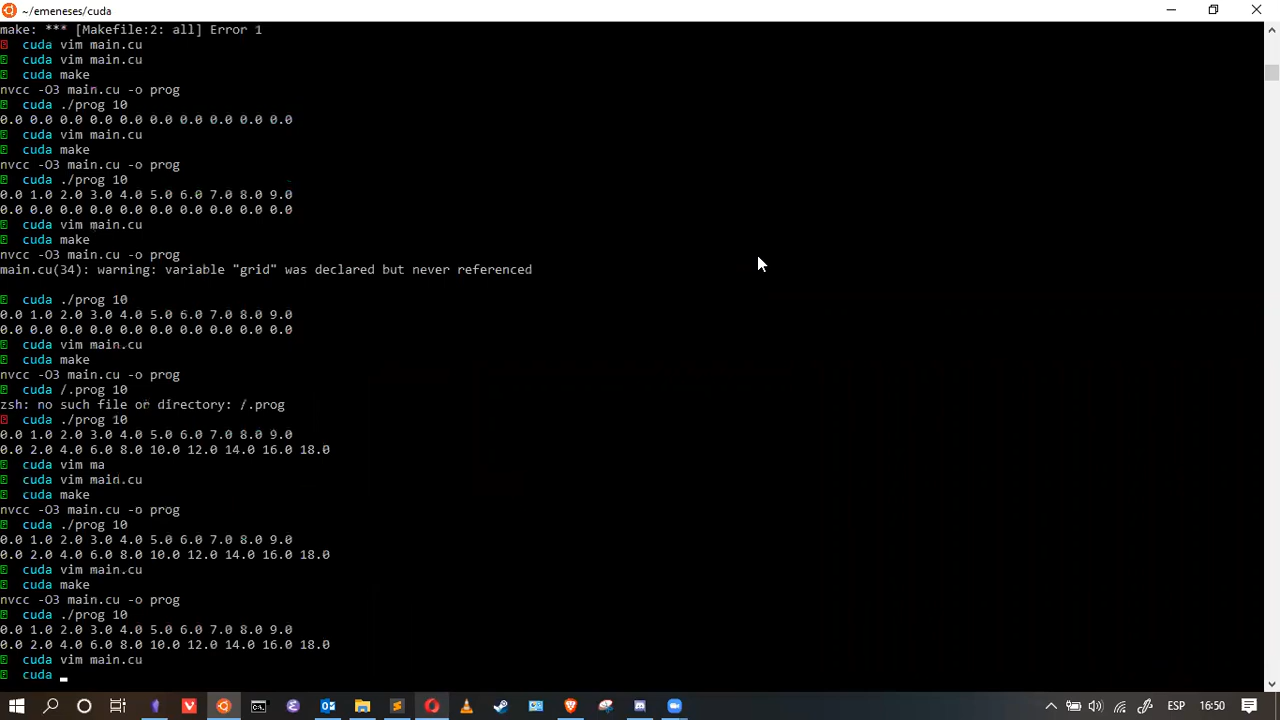 ~/emeneses/cuda
make: *** [Makefile:2: all] Error 1
cuda vim main.cu
cuda vim main.cu
cuda make
nvcc -O3 main.cu -o prog
cuda ./prog 10
0.0 0.0 0.0 0.0 0.0 0.0 0.0 0.0 0.0 0.0
cuda vim main.cu
cuda make
nvcc -O3 main.cu -o prog
cuda ./prog 10
0.0 1.0 2.0 3.0 4.0 5.0 6.0 7.0 8.0 9.0
0.0 0.0 0.0 0.0 0.0 0.0 0.0 0.0 0.0 0.0
cuda vim main.cu
cuda make
nvcc -O3 main.cu -o prog
main.cu(34): warning: variable "grid" was declared but never referenced
cuda ./prog 10
0.0 1.0 2.0 3.0 4.0 5.0 6.0 7.0 8.0 9.0
0.0 0.0 0.0 0.0 0.0 0.0 0.0 0.0 0.0 0.0
cuda vim main.cu
cuda make
nvcc -O3 main.cu -o prog
cuda /.prog 10
zsh: no such file or directory: /.prog
cuda ./prog 10
0.0 1.0 2.0 3.0 4.0 5.0 6.0 7.0 8.0 9.0
0.0 2.0 4.0 6.0 8.0 10.0 12.0 14.0 16.0 18.0
cuda vim ma
cuda vim main.cu
cuda make
nvcc -O3 main.cu -o prog
cuda ./prog 10
0.0 1.0 2.0 3.0 4.0 5.0 6.0 7.0 8.0 9.0
0.0 2.0 4.0 6.0 8.0 10.0 12.0 14.0 16.0 18.0
cuda vim main.cu
cuda make
nvcc -O3 main.cu -o prog
cuda ./prog 10
0.0 1.0 2.0 3.0 4.0 5.0 6.0 7.0 8.0 9.0
0.0 2.0 4.0 6.0 8.0 10.0 12.0 14.0 16.0 18.0
cuda vim main.cu
cuda
ESP 16:50